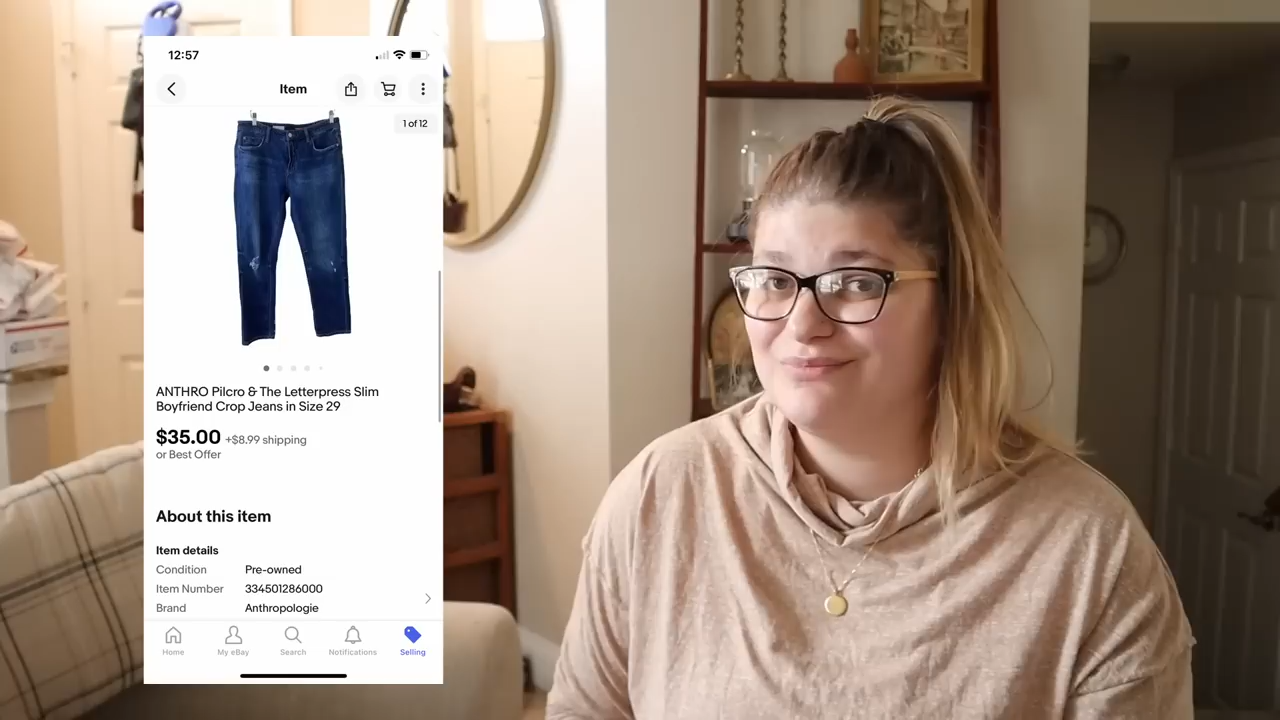 12:57
Item
1 of 12
ANTHRO Pilcro & The Letterpress Slim
Boyfriend Crop Jeans in Size 29
$35.00 +$8.99 shipping
or Best Offer
About this item
Item details
Condition Pre-owned
Item Number 334501286000
Brand Anthropologie
Home My eBay Search Notifications Selling